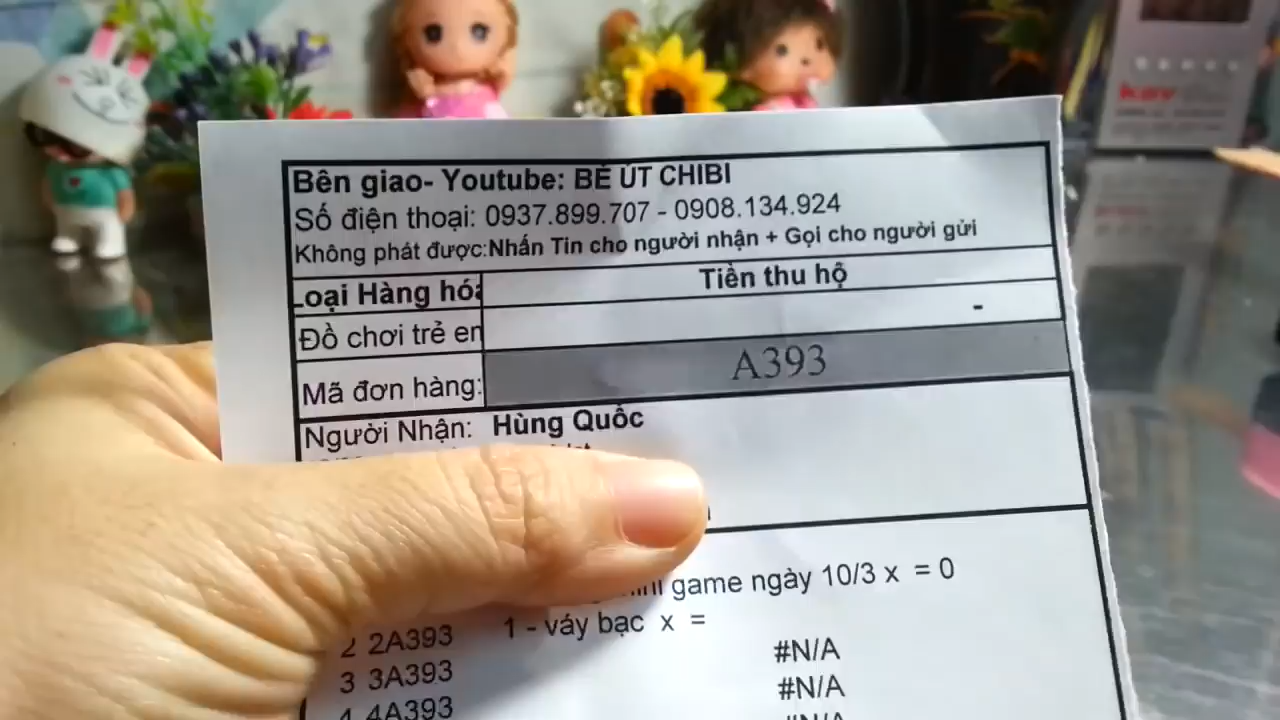 Bên giao- Youtube: BÉ ÚT CHIBI
Số điện thoại: 0937.899.707 - 0908.134.924
Không phát được:Nhắn Tin cho người nhận + Gọi cho người gửi
Loại Hàng hóa Tiền thu hộ
Đồ chơi trẻ em -
Mã đơn hàng: A393
Người Nhận: Hùng Quốc
game ngày 10/3 x = 0
1 - váy bạc x =
2 2A393 #N/A
3 3A393 #N/A
4 4A393 #N/A